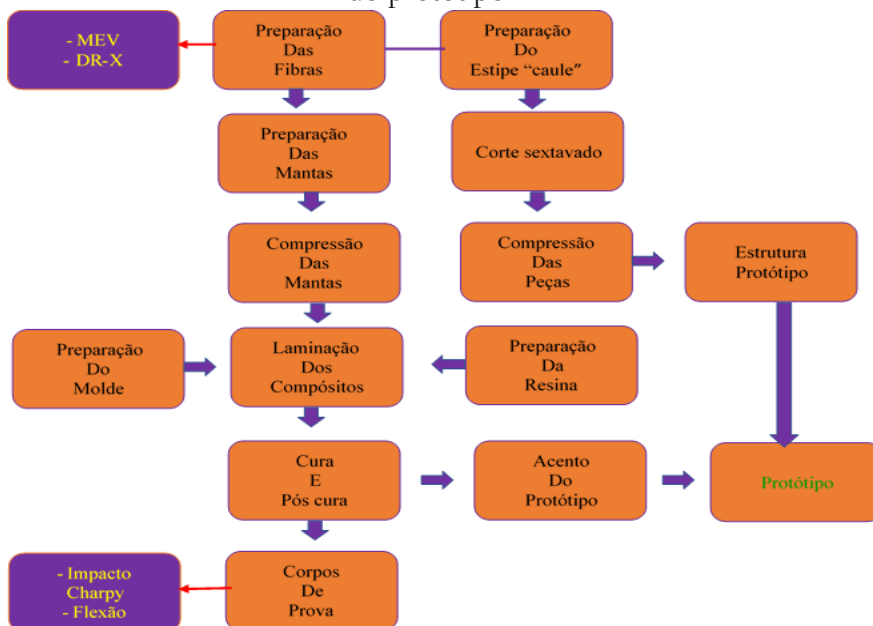 do protótipo
- MEV
- DR-X
Preparação
Das
Fibras
Preparação
Do
Estipe “caule”
Preparação
Das
Mantas
Corte sextavado
Compressão
Das
Mantas
Compressão
Das
Peças
Estrutura
Protótipo
Preparação
Do
Molde
Laminação
Dos
Compósitos
Preparação
Da
Resina
Cura
E
Pós cura
Acento
Do
Protótipo
Protótipo
- Impacto
Charpy
- Flexão
Corpos
De
Prova